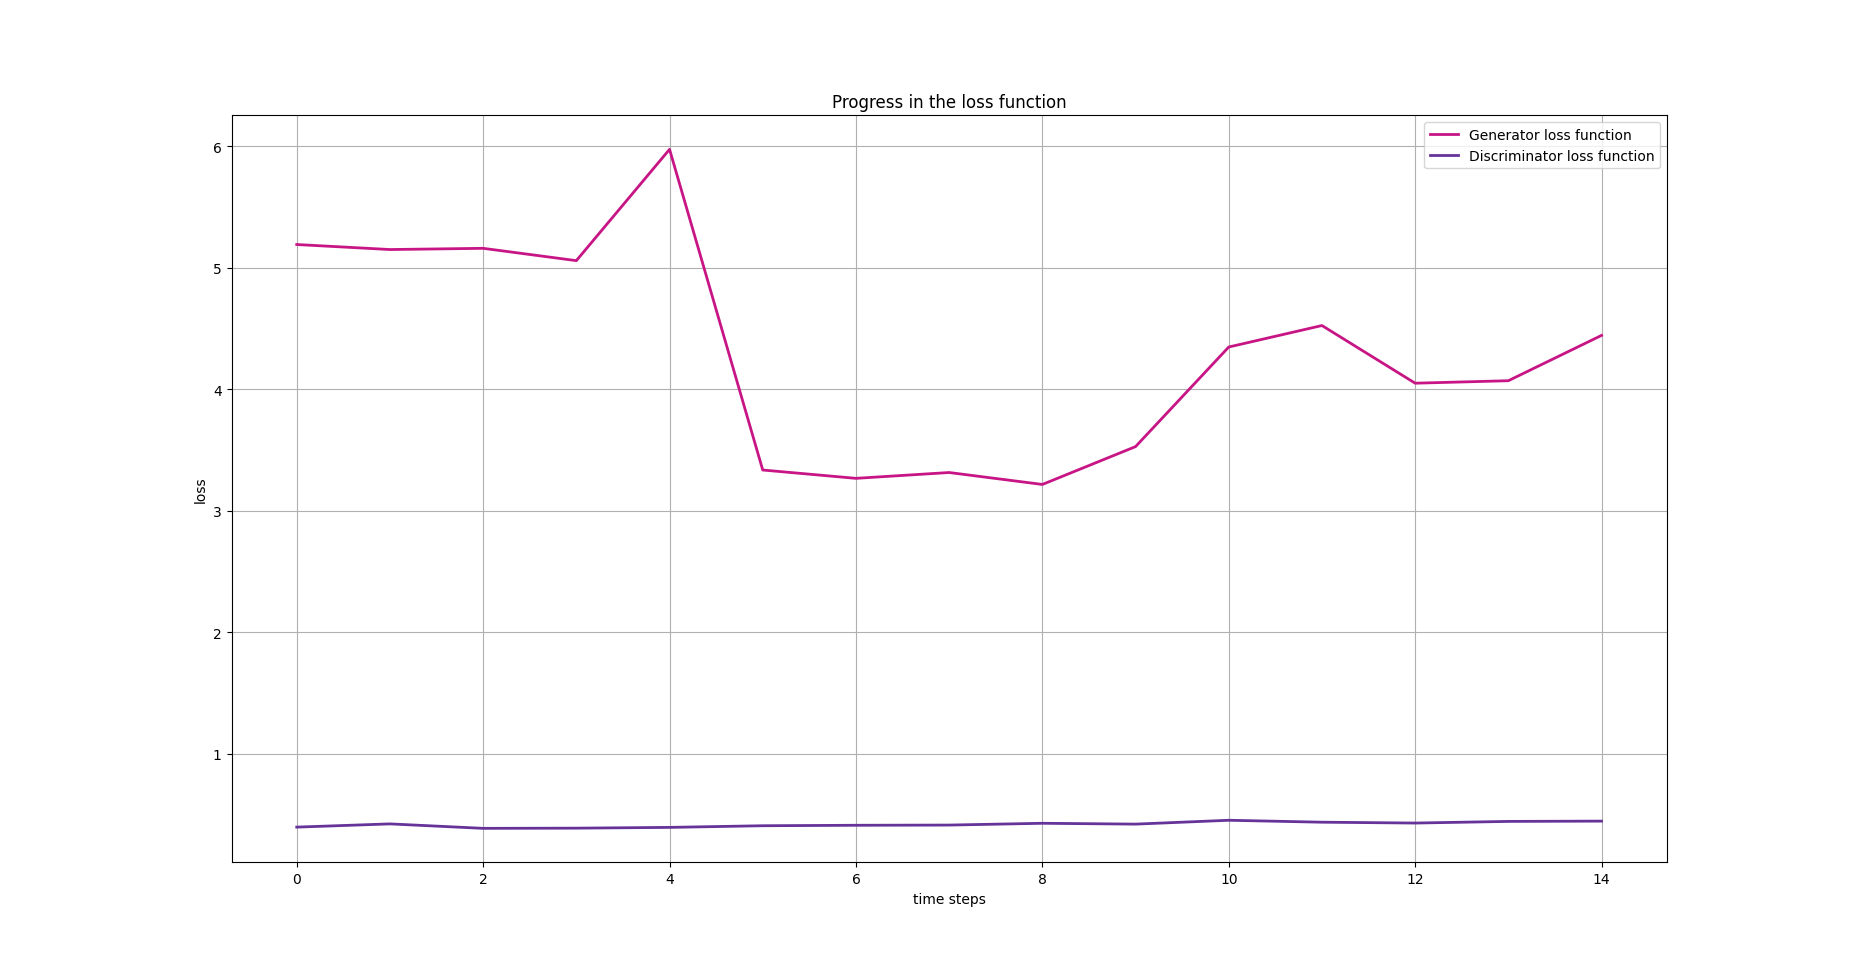 Progress in the loss function
Generator loss function
Discriminator loss function
6
5
4
3
2
1
loss
0 2 4 6 8 10 12 14
time steps